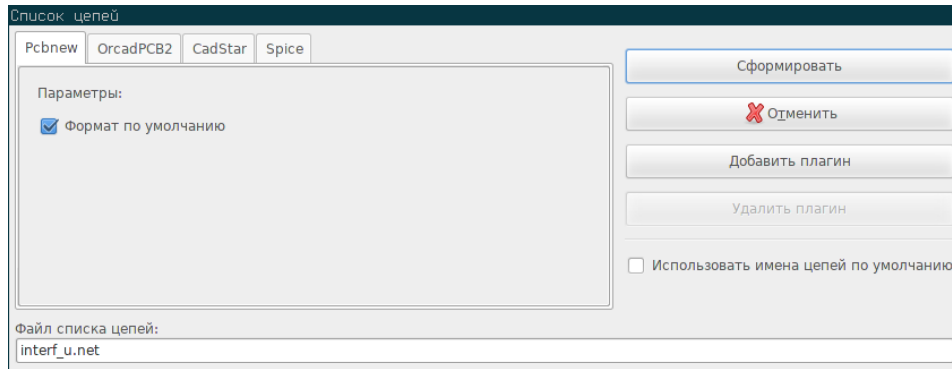 Список цепей
Pcbnew OrcadPCB2 CadStar Spice
Параметры:
Формат по умолчанию
Сформировать
Отменить
Добавить плагин
Удалить плагин
Использовать имена цепей по умолчанию
Файл списка цепей:
interf_u.net